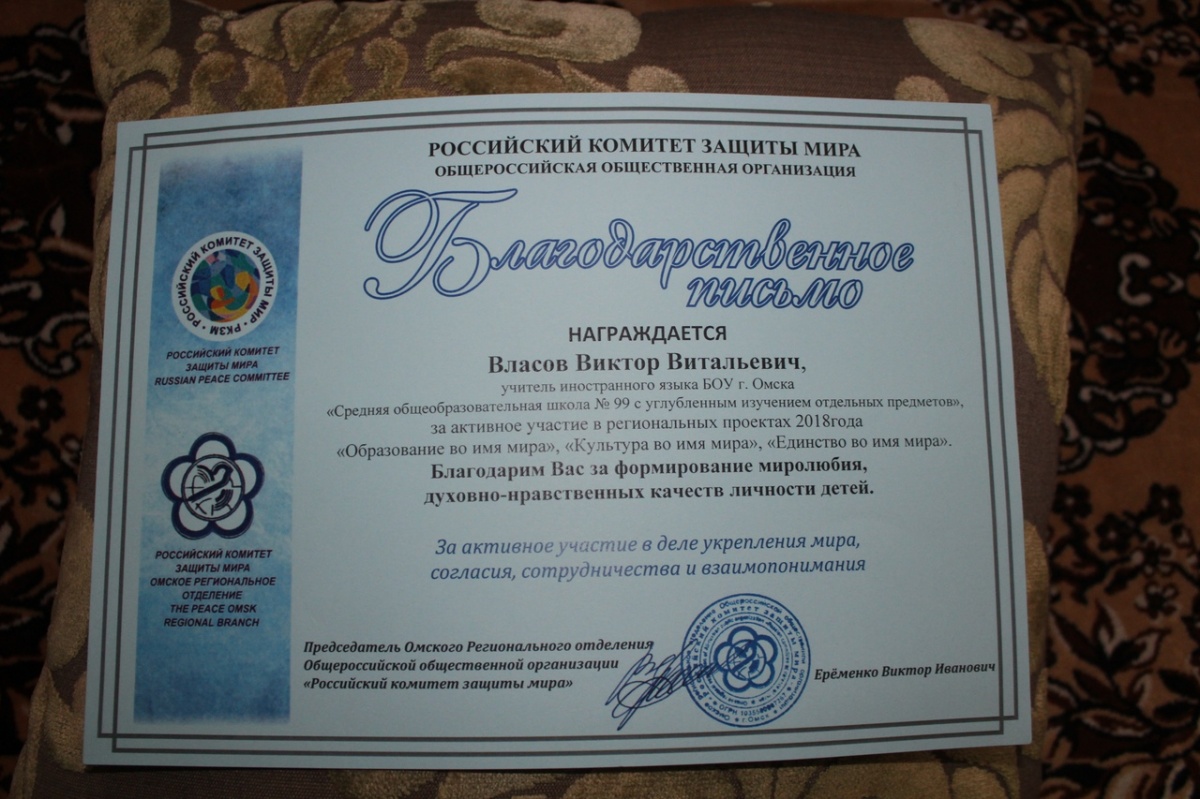 РОССИЙСКИЙ КОМИТЕТ ЗАЩИТЫ МИРА
ОБЩЕРОССИЙСКАЯ ОБЩЕСТВЕННАЯ ОРГАНИЗАЦИЯ
Благодарственное
письмо
НАГРАЖДАЕТСЯ
Власов Виктор Витальевич,
учитель иностранного языка БОУ г. Омска
«Средняя общеобразовательная школа № 99 с углубленным изучением отдельных предметов»,
за активное участие в региональных проектах 2018года
«Образование во имя мира», «Культура во имя мира», «Единство во имя мира».
Благодарим Вас за формирование миролюбия,
духовно-нравственных качеств личности детей.
За активное участие в деле укрепления мира,
согласия, сотрудничества и взаимопонимания
РОССИЙСКИЙ КОМИТЕТ ЗАЩИТЫ МИР • РКЗМ •
РОССИЙСКИЙ КОМИТЕТ
ЗАЩИТЫ МИРА
RUSSIAN PEACE COMMITTEE
РОССИЙСКИЙ КОМИТЕТ
ЗАЩИТЫ МИРА
ОМСКОЕ РЕГИОНАЛЬНОЕ
ОТДЕЛЕНИЕ
THE PEACE OMSK
REGIONAL BRANCH
Председатель Омского Регионального отделения
Общероссийской общественной организации
«Российский комитет защиты мира»
Ерёменко Виктор Иванович